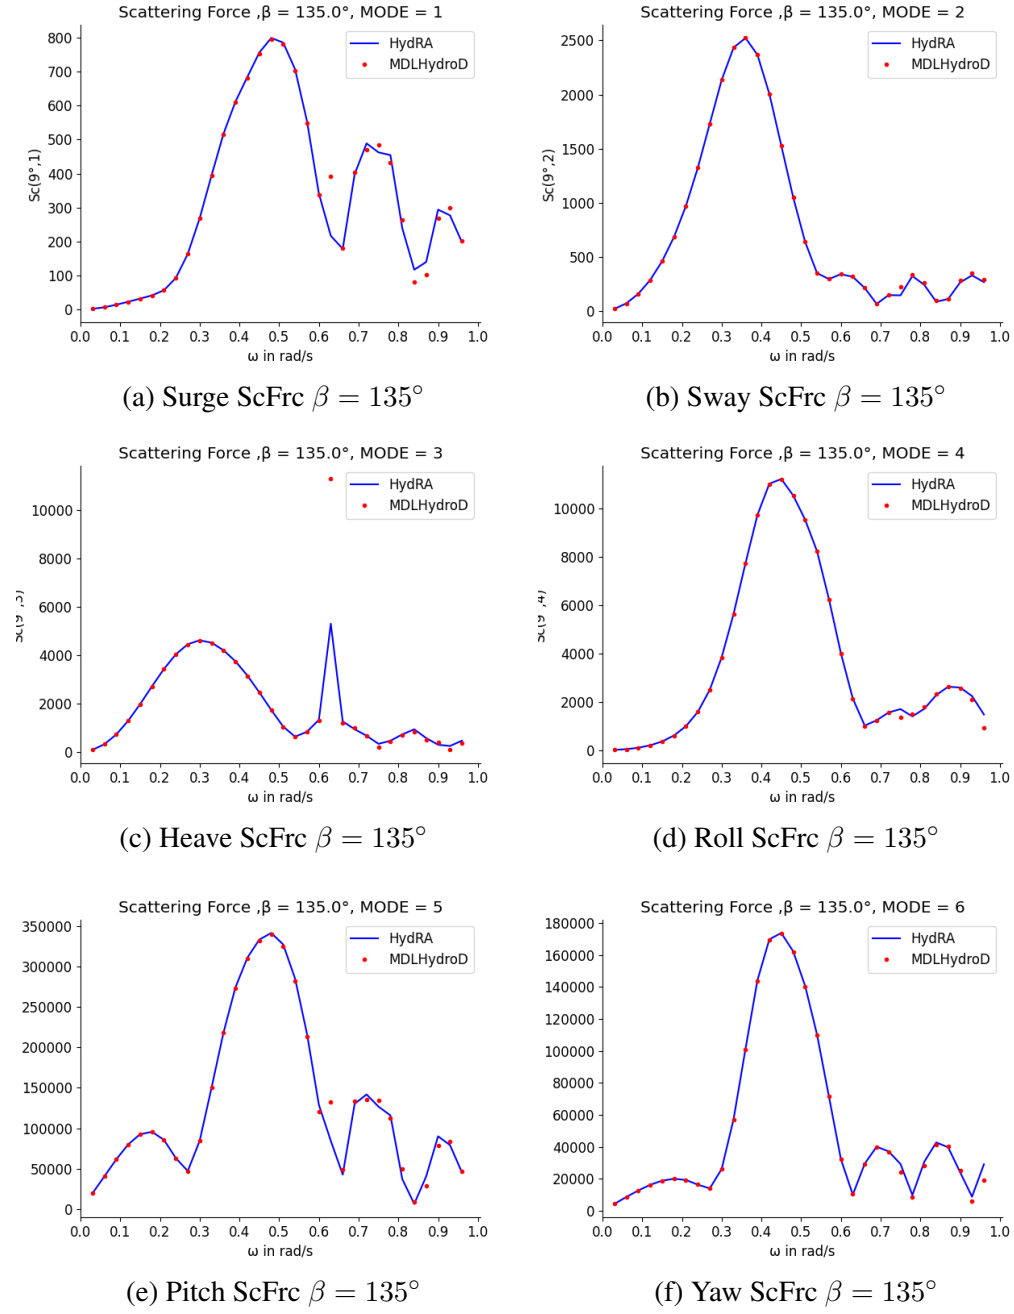 Scattering Force ,β = 135.0°, MODE = 1
HydRA
MDLHydroD
800
700
600
500
400
300
200
100
0
Sc(9°,1)
0.0 0.1 0.2 0.3 0.4 0.5 0.6 0.7 0.8 0.9 1.0
ω in rad/s
(a) Surge ScFrc β = 135°
Scattering Force ,β = 135.0°, MODE = 2
HydRA
MDLHydroD
2500
2000
1500
1000
500
0
Sc(9°,2)
0.0 0.1 0.2 0.3 0.4 0.5 0.6 0.7 0.8 0.9 1.0
ω in rad/s
(b) Sway ScFrc β = 135°
Scattering Force ,β = 135.0°, MODE = 3
HydRA
MDLHydroD
10000
8000
6000
4000
2000
0
Sc(9°,3)
0.0 0.1 0.2 0.3 0.4 0.5 0.6 0.7 0.8 0.9 1.0
ω in rad/s
(c) Heave ScFrc β = 135°
Scattering Force ,β = 135.0°, MODE = 4
HydRA
MDLHydroD
10000
8000
6000
4000
2000
0
Sc(9°,4)
0.0 0.1 0.2 0.3 0.4 0.5 0.6 0.7 0.8 0.9 1.0
ω in rad/s
(d) Roll ScFrc β = 135°
Scattering Force ,β = 135.0°, MODE = 5
HydRA
MDLHydroD
350000
300000
250000
200000
150000
100000
50000
0
0.0 0.1 0.2 0.3 0.4 0.5 0.6 0.7 0.8 0.9 1.0
ω in rad/s
(e) Pitch ScFrc β = 135°
Scattering Force ,β = 135.0°, MODE = 6
HydRA
MDLHydroD
180000
160000
140000
120000
100000
80000
60000
40000
20000
0
0.0 0.1 0.2 0.3 0.4 0.5 0.6 0.7 0.8 0.9 1.0
ω in rad/s
(f) Yaw ScFrc β = 135°